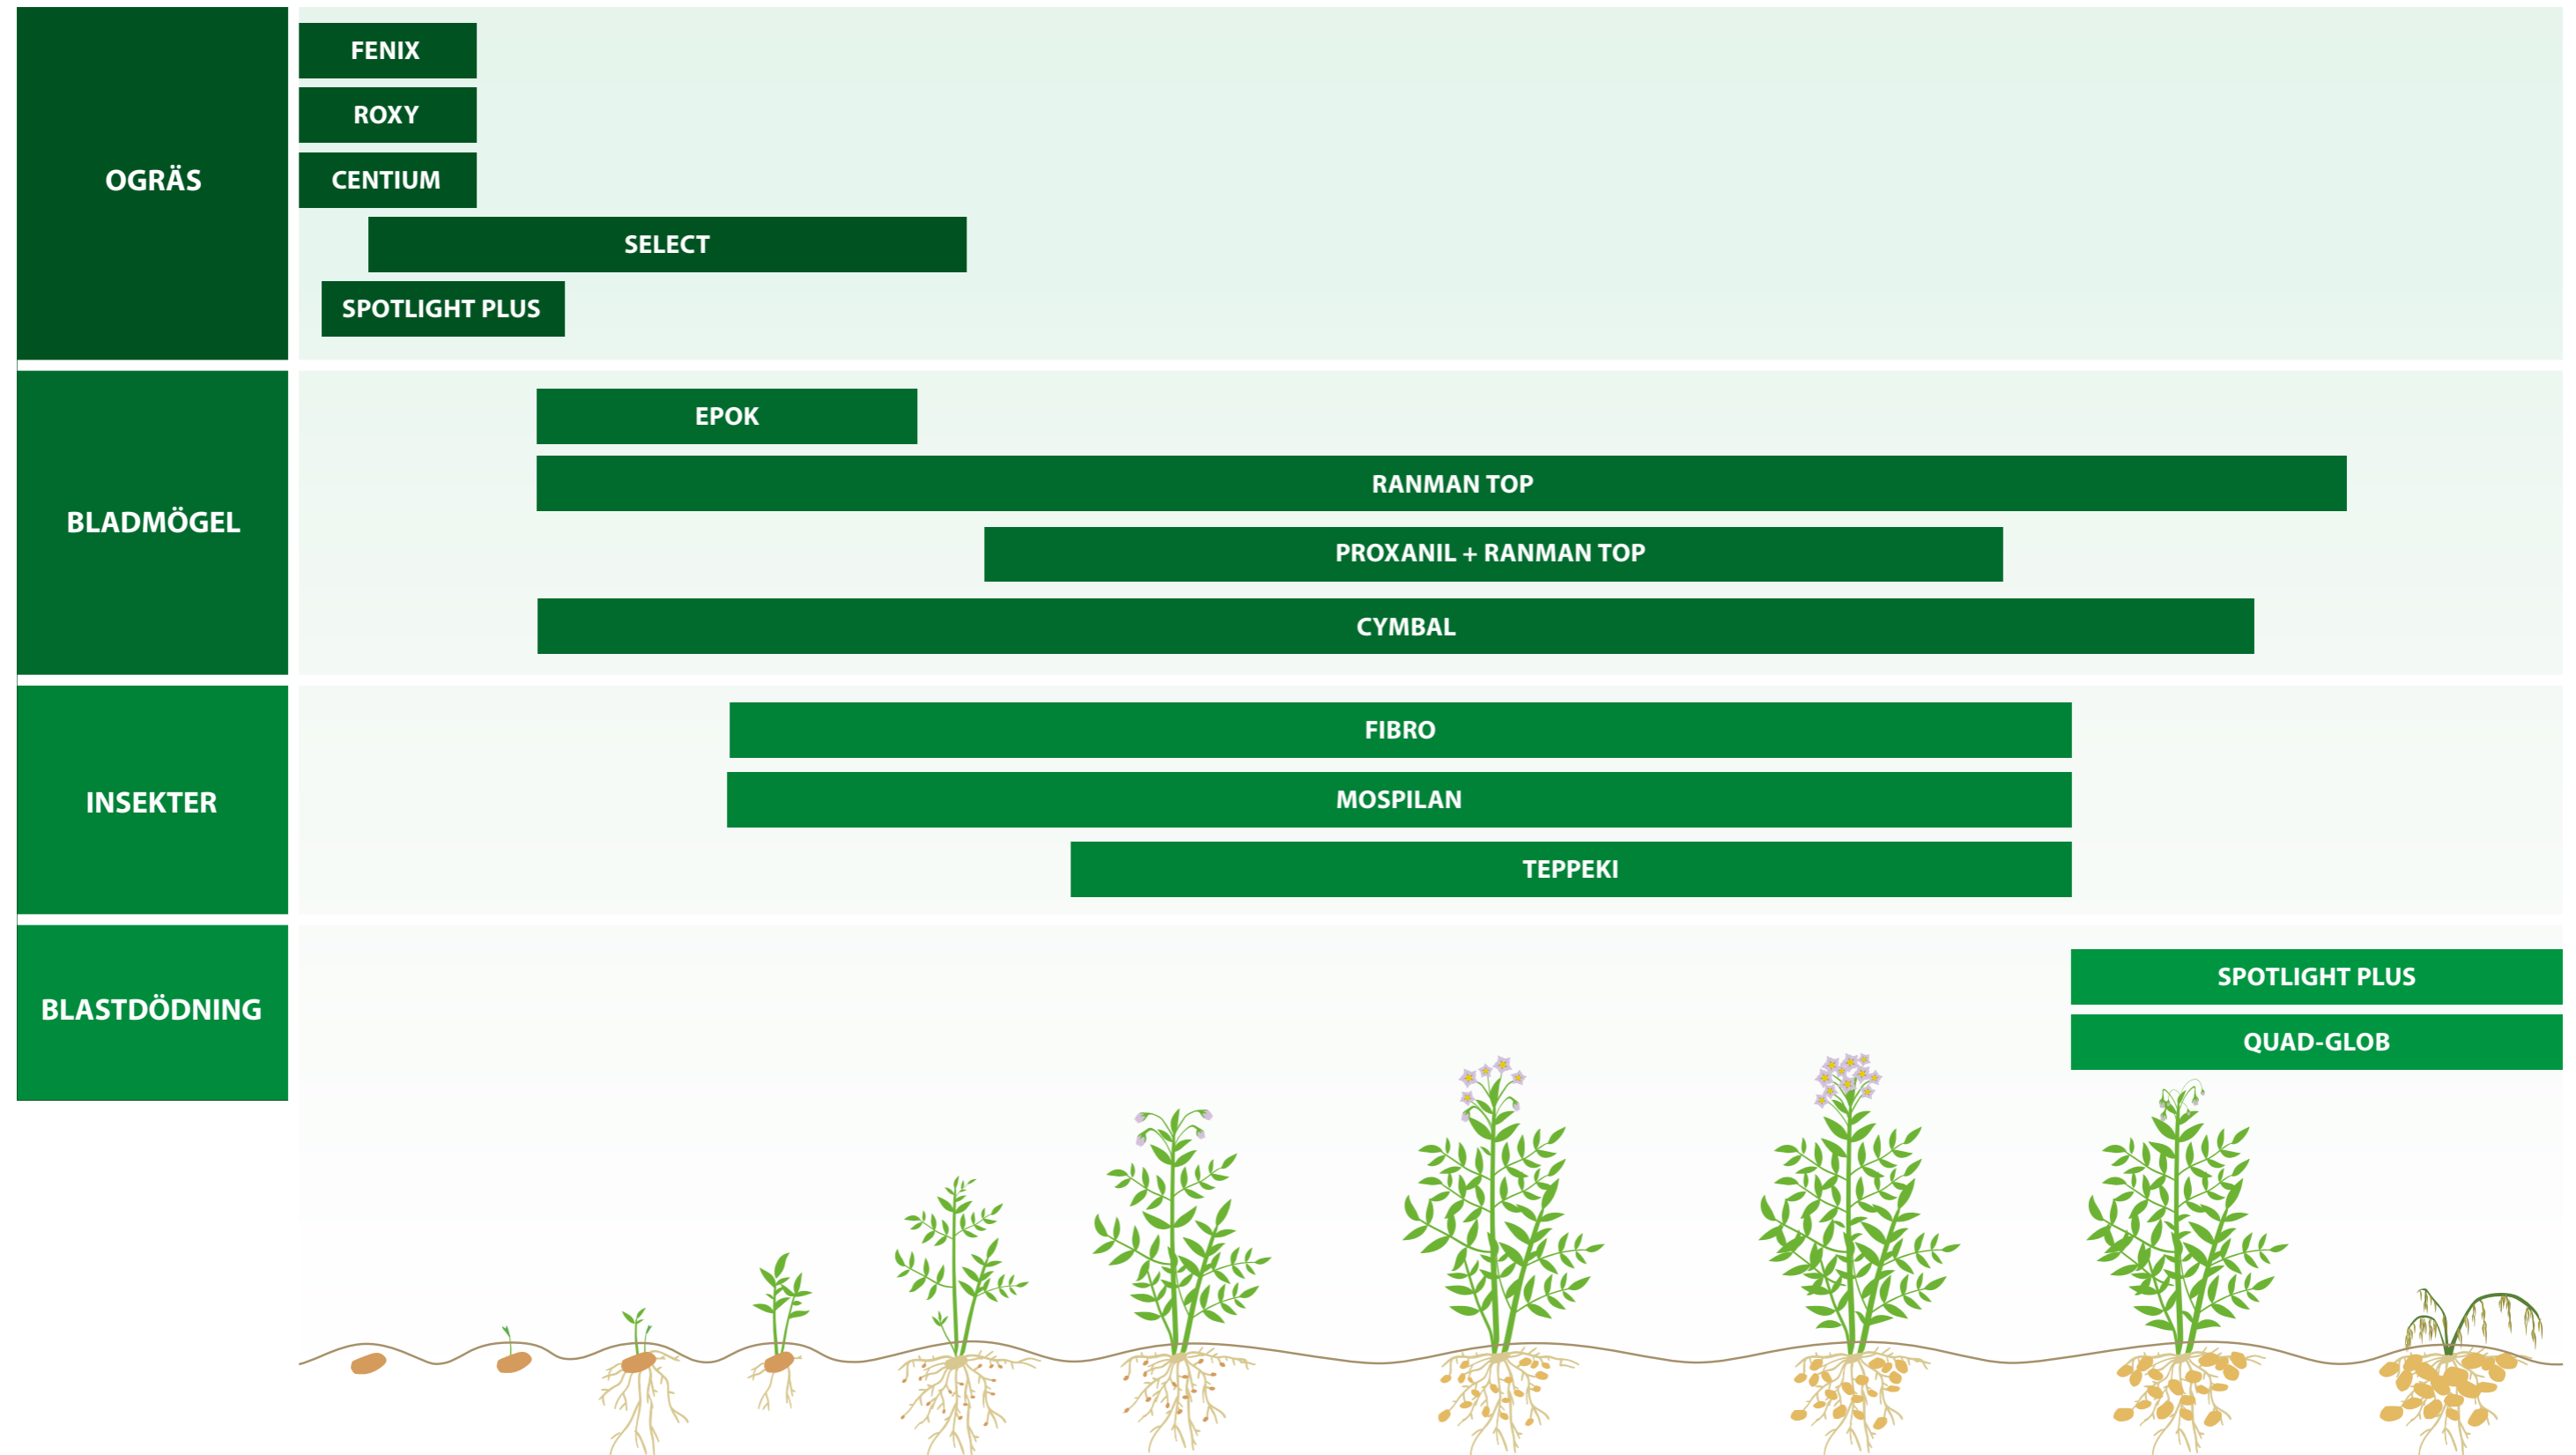 OGRÄS
FENIX
ROXY
CENTIUM
SELECT
SPOTLIGHT PLUS
BLADMÖGEL
EPOK
RANMAN TOP
PROXANIL + RANMAN TOP
CYMBAL
INSEKTER
FIBRO
MOSPILAN
TEPPEKI
BLASTDÖDNING
SPOTLIGHT PLUS
QUAD-GLOB